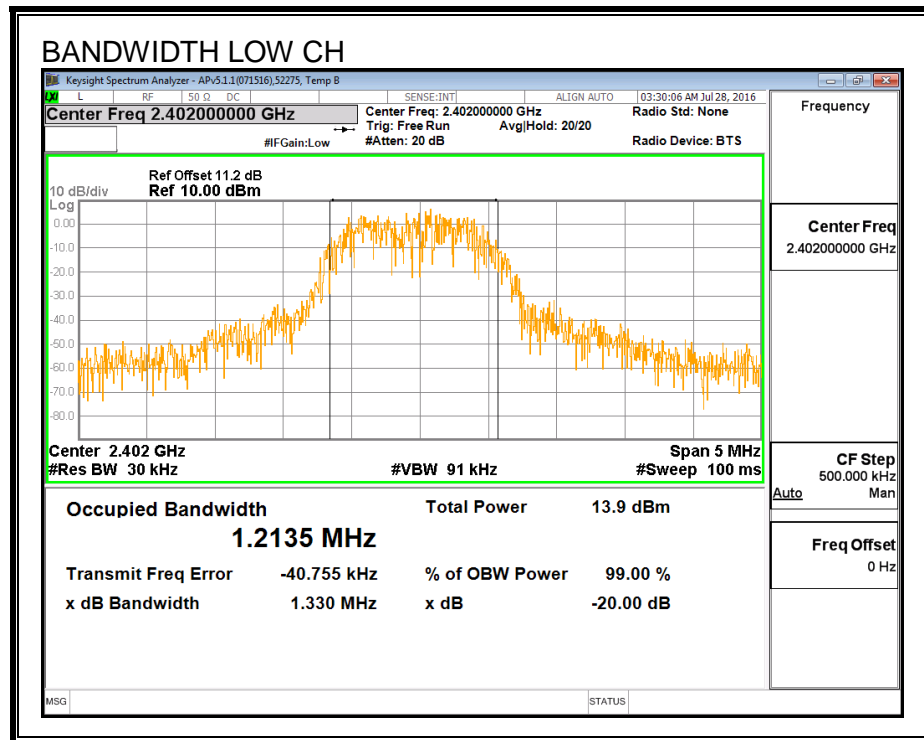 BANDWIDTH LOW CH
Keysight Spectrum Analyzer - APv5.1.1(071516),52275, Temp B
LXI L RF 50 Ω DC SENSE:INT ALIGN AUTO 03:30:06 AM Jul 28, 2016
Center Freq 2.402000000 GHz
Center Freq: 2.402000000 GHz Radio Std: None
Trig: Free Run Avg|Hold: 20/20
#IFGain:Low #Atten: 20 dB Radio Device: BTS
Ref Offset 11.2 dB
10 dB/div Ref 10.00 dBm
Log
0.00
-10.0
-20.0
-30.0
-40.0
-50.0
-60.0
-70.0
-80.0
Center 2.402 GHz Span 5 MHz
#Res BW 30 kHz #VBW 91 kHz #Sweep 100 ms
Occupied Bandwidth Total Power 13.9 dBm
1.2135 MHz
Transmit Freq Error -40.755 kHz % of OBW Power 99.00 %
x dB Bandwidth 1.330 MHz x dB -20.00 dB
Frequency
Center Freq
2.402000000 GHz
CF Step
500.000 kHz
Auto Man
Freq Offset
0 Hz
MSG STATUS